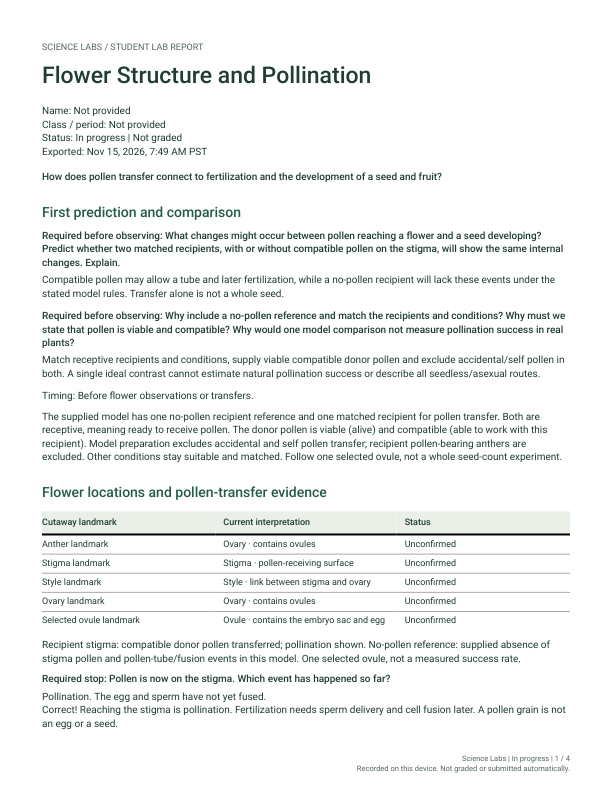 SCIENCE LABS / STUDENT LAB REPORT
Flower Structure and Pollination
Name: Not provided
Class / period: Not provided
Status: In progress | Not graded
Exported: Nov 15, 2026, 7:49 AM PST
How does pollen transfer connect to fertilization and the development of a seed and fruit?
First prediction and comparison
Required before observing: What changes might occur between pollen reaching a flower and a seed developing?
Predict whether two matched recipients, with or without compatible pollen on the stigma, will show the same internal
changes. Explain.
Compatible pollen may allow a tube and later fertilization, while a no-pollen recipient will lack these events under the
stated model rules. Transfer alone is not a whole seed.
Required before observing: Why include a no-pollen reference and match the recipients and conditions? Why must we
state that pollen is viable and compatible? Why would one model comparison not measure pollination success in real
plants?
Match receptive recipients and conditions, supply viable compatible donor pollen and exclude accidental/self pollen in
both. A single ideal contrast cannot estimate natural pollination success or describe all seedless/asexual routes.
Timing: Before flower observations or transfers.
The supplied model has one no-pollen recipient reference and one matched recipient for pollen transfer. Both are
receptive, meaning ready to receive pollen. The donor pollen is viable (alive) and compatible (able to work with this
recipient). Model preparation excludes accidental and self pollen transfer; recipient pollen-bearing anthers are
excluded. Other conditions stay suitable and matched. Follow one selected ovule, not a whole seed-count experiment.
Flower locations and pollen-transfer evidence
Cutaway landmark Current interpretation Status
Anther landmark Ovary · contains ovules Unconfirmed
Stigma landmark Stigma · pollen-receiving surface Unconfirmed
Style landmark Style · link between stigma and ovary Unconfirmed
Ovary landmark Ovary · contains ovules Unconfirmed
Selected ovule landmark Ovule · contains the embryo sac and egg Unconfirmed
Recipient stigma: compatible donor pollen transferred; pollination shown. No-pollen reference: supplied absence of
stigma pollen and pollen-tube/fusion events in this model. One selected ovule, not a measured success rate.
Required stop: Pollen is now on the stigma. Which event has happened so far?
Pollination. The egg and sperm have not yet fused.
Correct! Reaching the stigma is pollination. Fertilization needs sperm delivery and cell fusion later. A pollen grain is not
an egg or a seed.
Science Labs | In progress | 1 / 4
Recorded on this device. Not graded or submitted automatically.